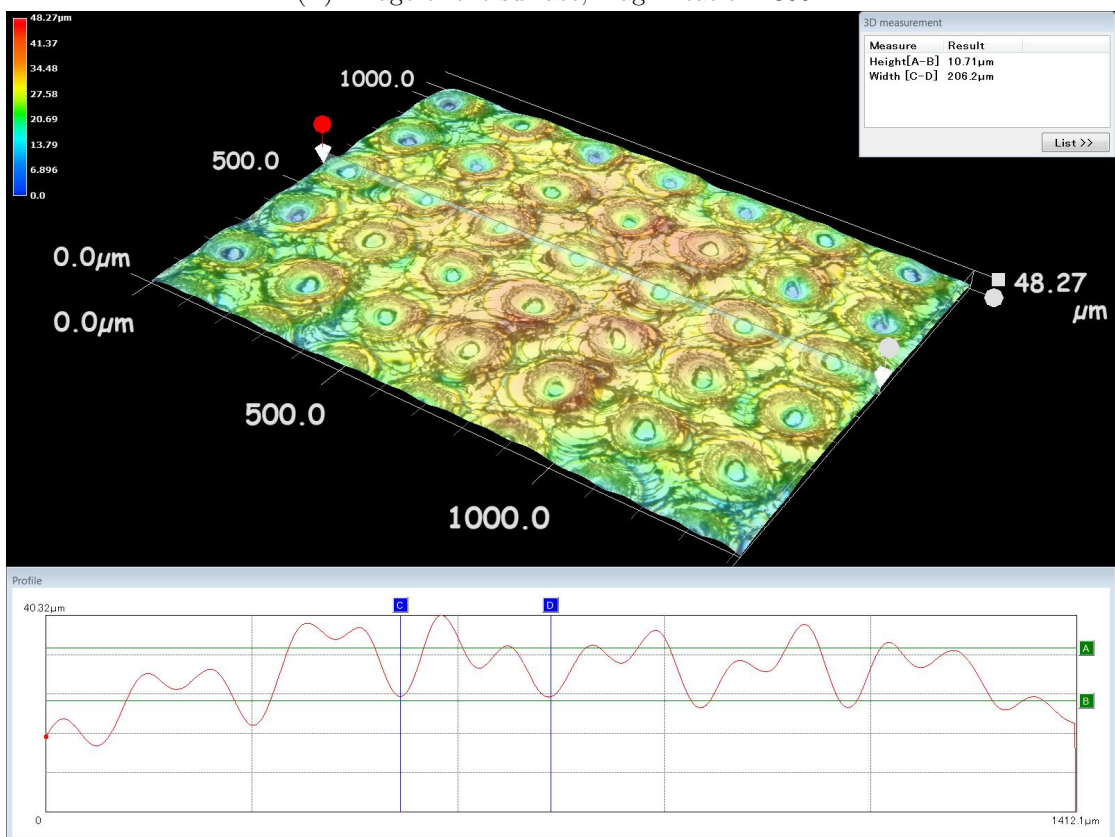 48.27µm
41.37
34.48
27.58
20.69
13.79
6.896
0.0
3D measurement
Measure Result
Height[A-B] 10.71µm
Width [C-D] 206.2µm
List >>
1000.0
500.0
0.0µm
0.0µm
500.0
1000.0
48.27
µm
Profile
40.32µm
C
D
A
B
0
1412.1µm